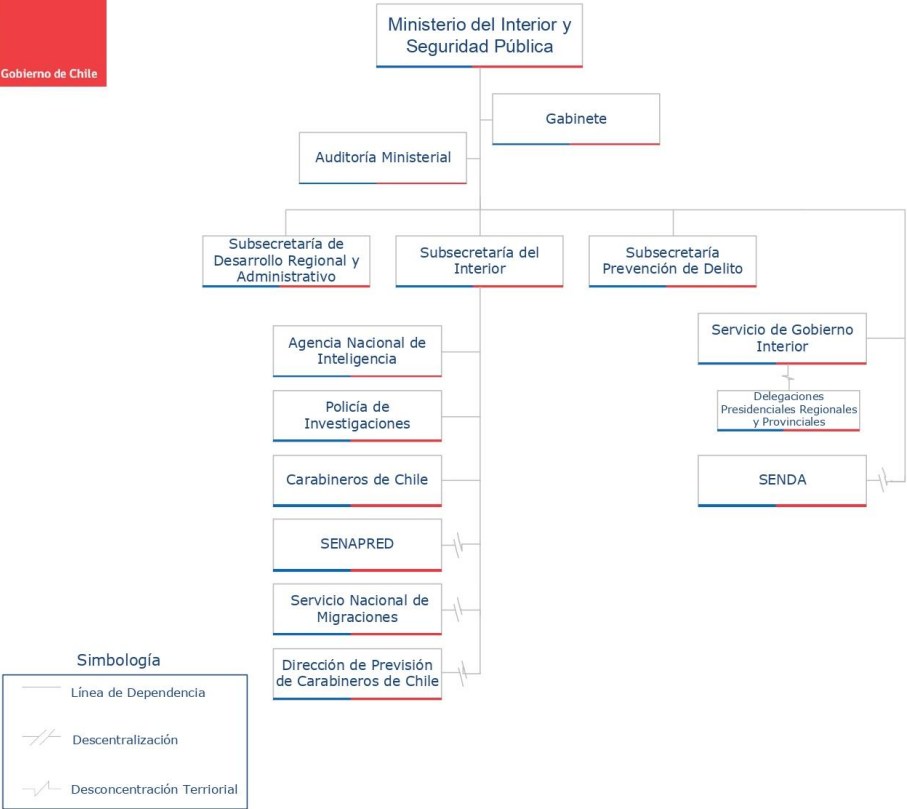 Gobierno de Chile
Ministerio del Interior y
Seguridad Pública
Gabinete
Auditoría Ministerial
Subsecretaría de
Desarrollo Regional y
Administrativo
Subsecretaría del
Interior
Subsecretaría
Prevención de Delito
Agencia Nacional de
Inteligencia
Policía de
Investigaciones
Carabineros de Chile
SENAPRED
Servicio Nacional de
Migraciones
Dirección de Previsión
de Carabineros de Chile
Servicio de Gobierno
Interior
Delegaciones
Presidenciales Regionales
y Provinciales
SENDA
Simbología
Línea de Dependencia
Descentralización
Desconcentración Terriorial